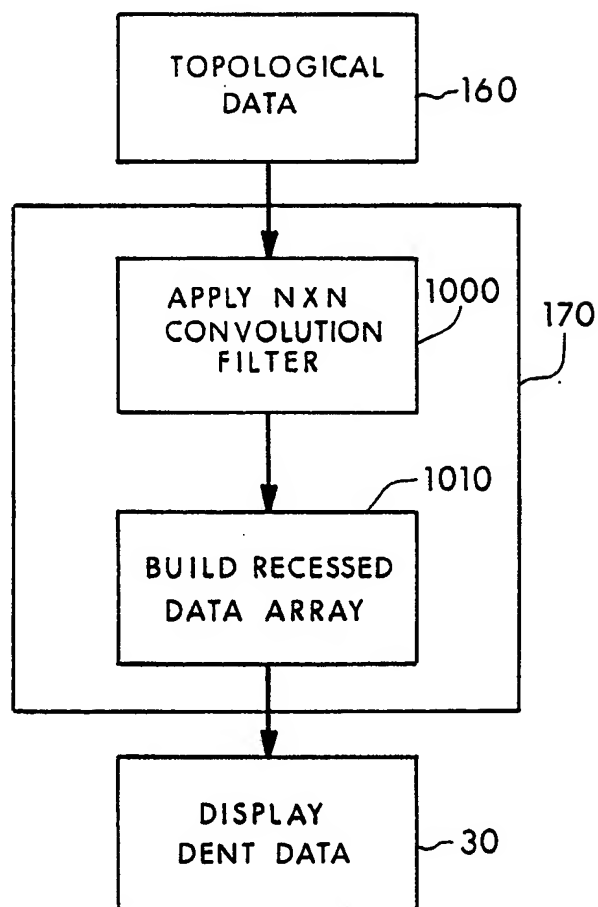 TOPOLOGICAL
DATA
160
APPLY NXN
CONVOLUTION
FILTER
1000
170
1010
BUILD RECESSED
DATA ARRAY
DISPLAY
DENT DATA
30